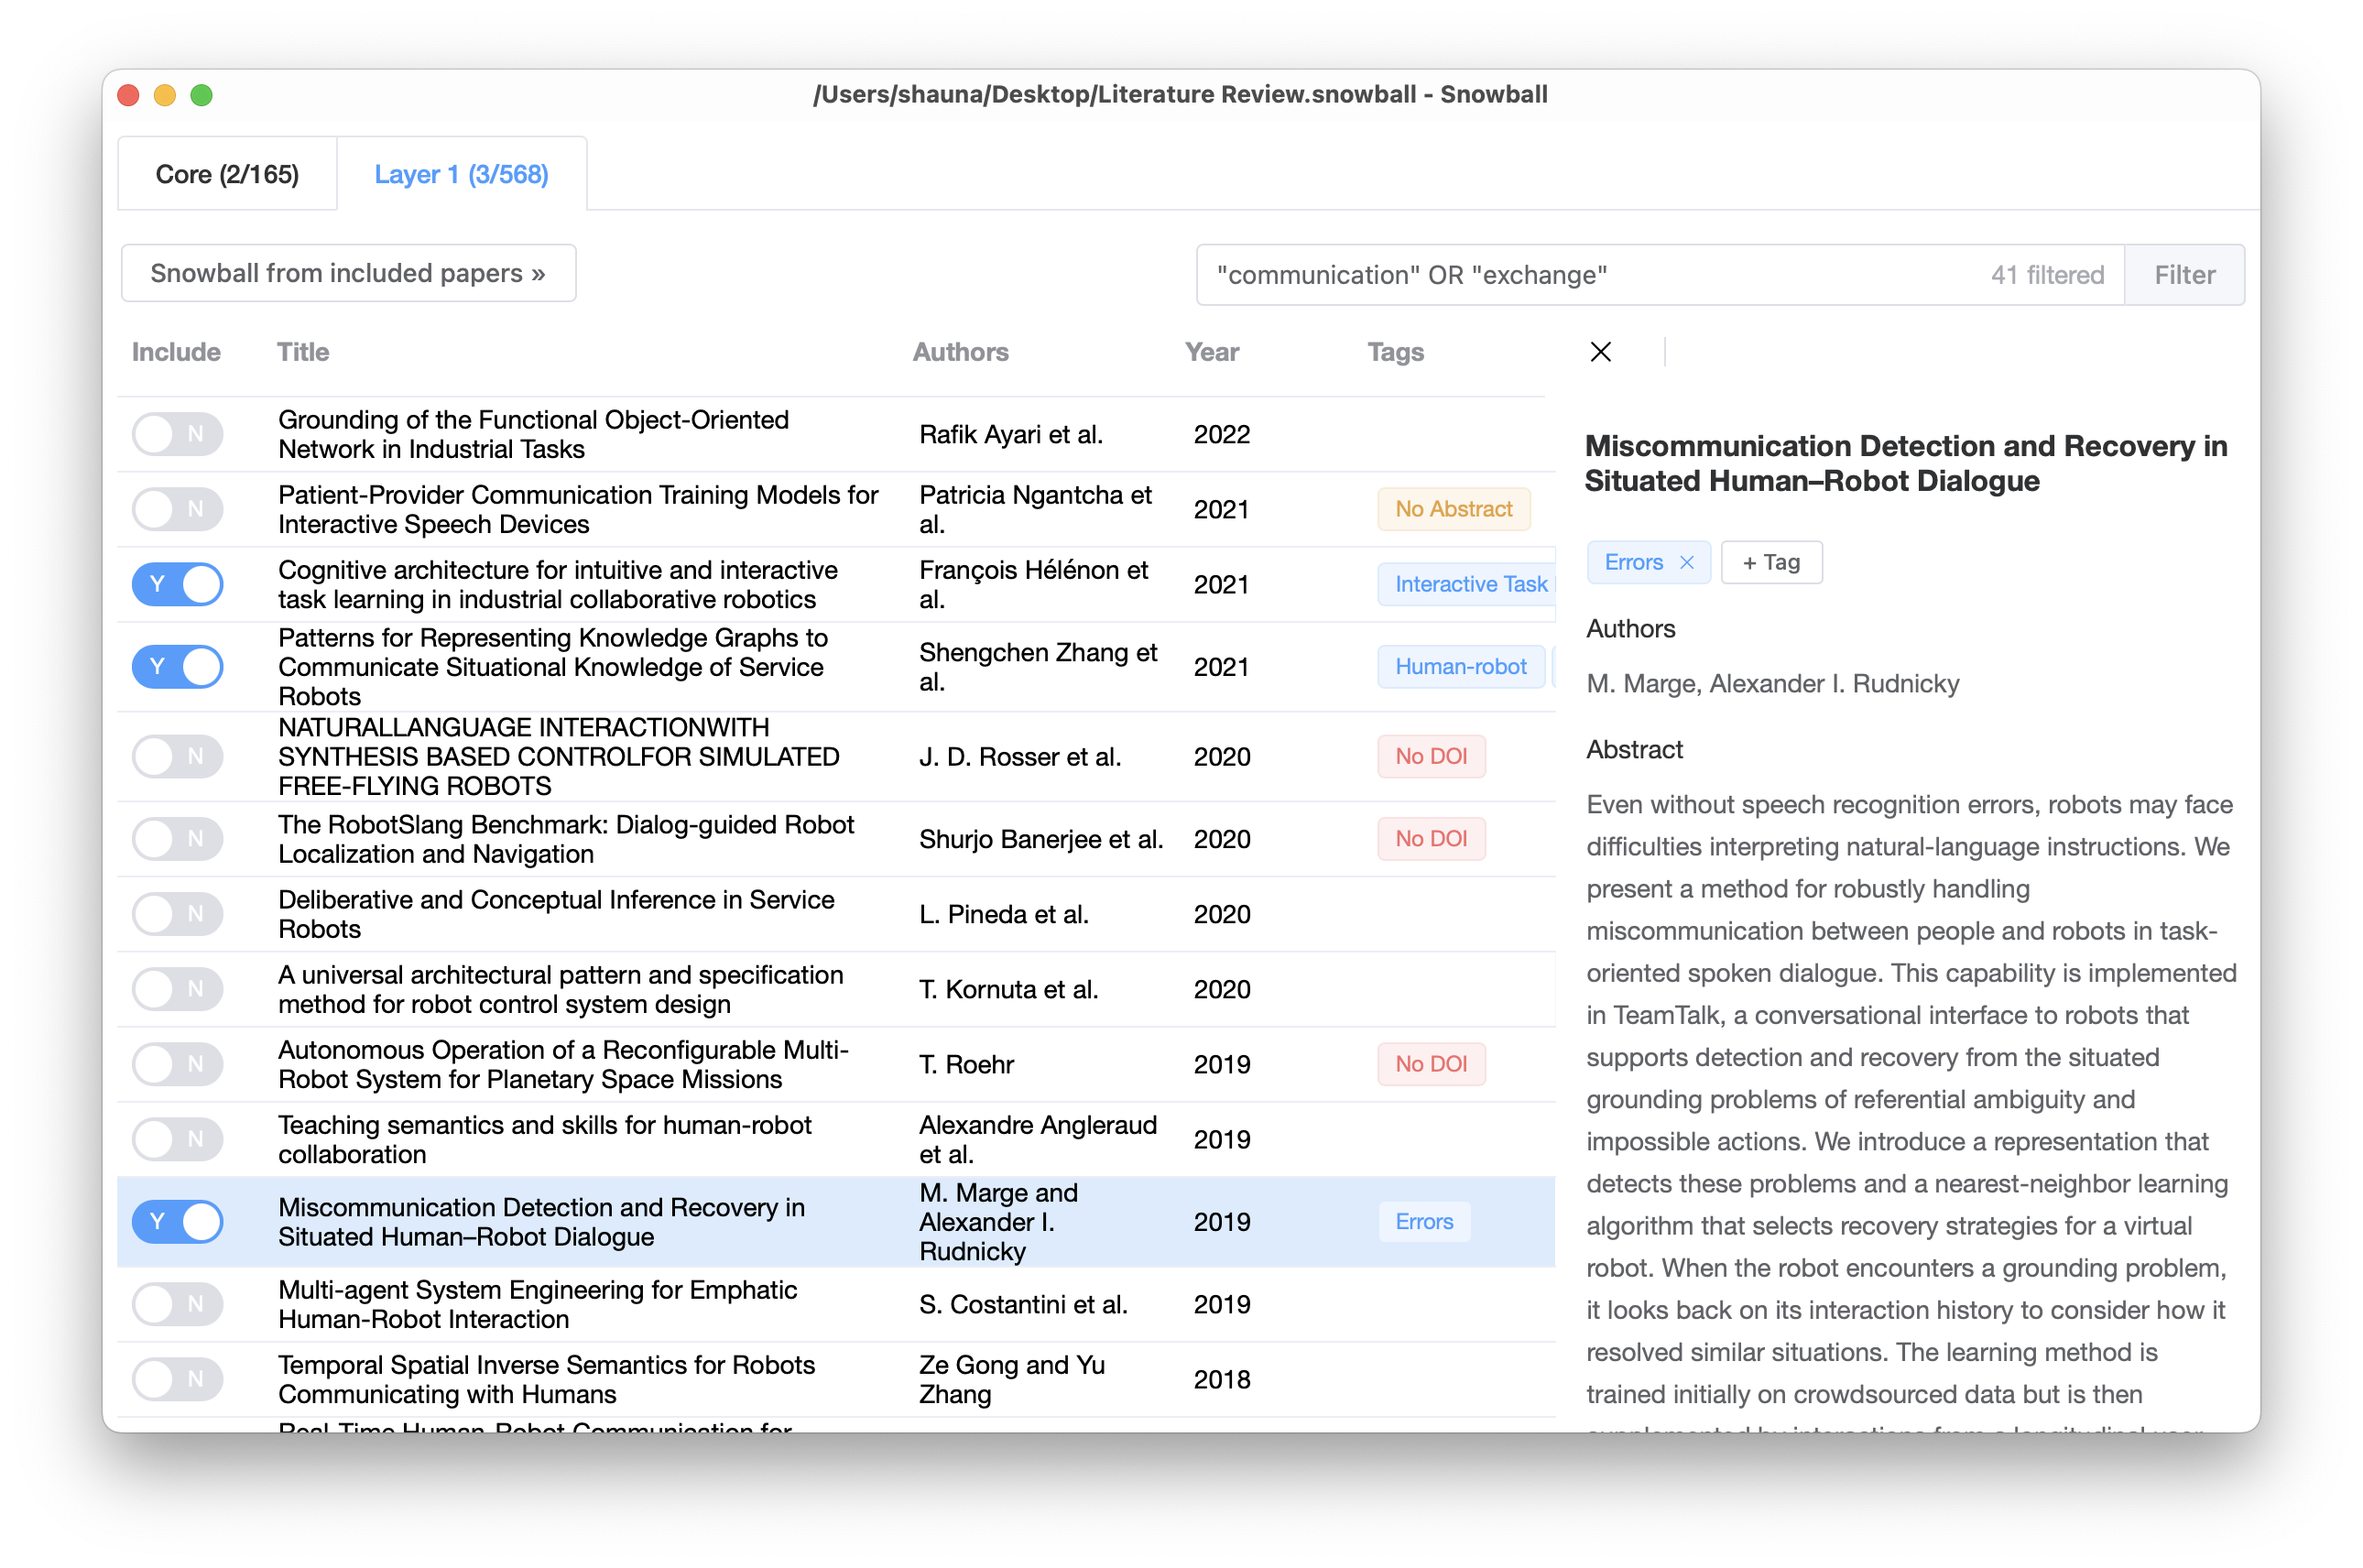 /Users/shauna/Desktop/Literature Review.snowball - Snowball
Core (2/165)
Layer 1 (3/568)
Snowball from included papers »
"communication" OR "exchange"
41 filtered
Filter
Include
Title
Authors
Year
Tags
N
Grounding of the Functional Object-Oriented
Network in Industrial Tasks
Rafik Ayari et al.
2022
N
Patient-Provider Communication Training Models for
Interactive Speech Devices
Patricia Ngantcha et
al.
2021
No Abstract
Y
Cognitive architecture for intuitive and interactive
task learning in industrial collaborative robotics
François Hélénon et
al.
2021
Interactive Task
Y
Patterns for Representing Knowledge Graphs to
Communicate Situational Knowledge of Service
Robots
Shengchen Zhang et
al.
2021
Human-robot
N
NATURALLANGUAGE INTERACTIONWITH
SYNTHESIS BASED CONTROLFOR SIMULATED
FREE-FLYING ROBOTS
J. D. Rosser et al.
2020
No DOI
N
The RobotSlang Benchmark: Dialog-guided Robot
Localization and Navigation
Shurjo Banerjee et al.
2020
No DOI
N
Deliberative and Conceptual Inference in Service
Robots
L. Pineda et al.
2020
N
A universal architectural pattern and specification
method for robot control system design
T. Kornuta et al.
2020
N
Autonomous Operation of a Reconfigurable Multi-
Robot System for Planetary Space Missions
T. Roehr
2019
No DOI
N
Teaching semantics and skills for human-robot
collaboration
Alexandre Angleraud
et al.
2019
Y
Miscommunication Detection and Recovery in
Situated Human–Robot Dialogue
M. Marge and
Alexander I.
Rudnicky
2019
Errors
N
Multi-agent System Engineering for Emphatic
Human-Robot Interaction
S. Costantini et al.
2019
N
Temporal Spatial Inverse Semantics for Robots
Communicating with Humans
Ze Gong and Yu
Zhang
2018
Real-Time Human-Robot Communication for
Miscommunication Detection and Recovery in
Situated Human–Robot Dialogue
Errors
+ Tag
Authors
M. Marge, Alexander I. Rudnicky
Abstract
Even without speech recognition errors, robots may face
difficulties interpreting natural-language instructions. We
present a method for robustly handling
miscommunication between people and robots in task-
oriented spoken dialogue. This capability is implemented
in TeamTalk, a conversational interface to robots that
supports detection and recovery from the situated
grounding problems of referential ambiguity and
impossible actions. We introduce a representation that
detects these problems and a nearest-neighbor learning
algorithm that selects recovery strategies for a virtual
robot. When the robot encounters a grounding problem,
it looks back on its interaction history to consider how it
resolved similar situations. The learning method is
trained initially on crowdsourced data but is then
supplemented by interactions from a longitudinal user